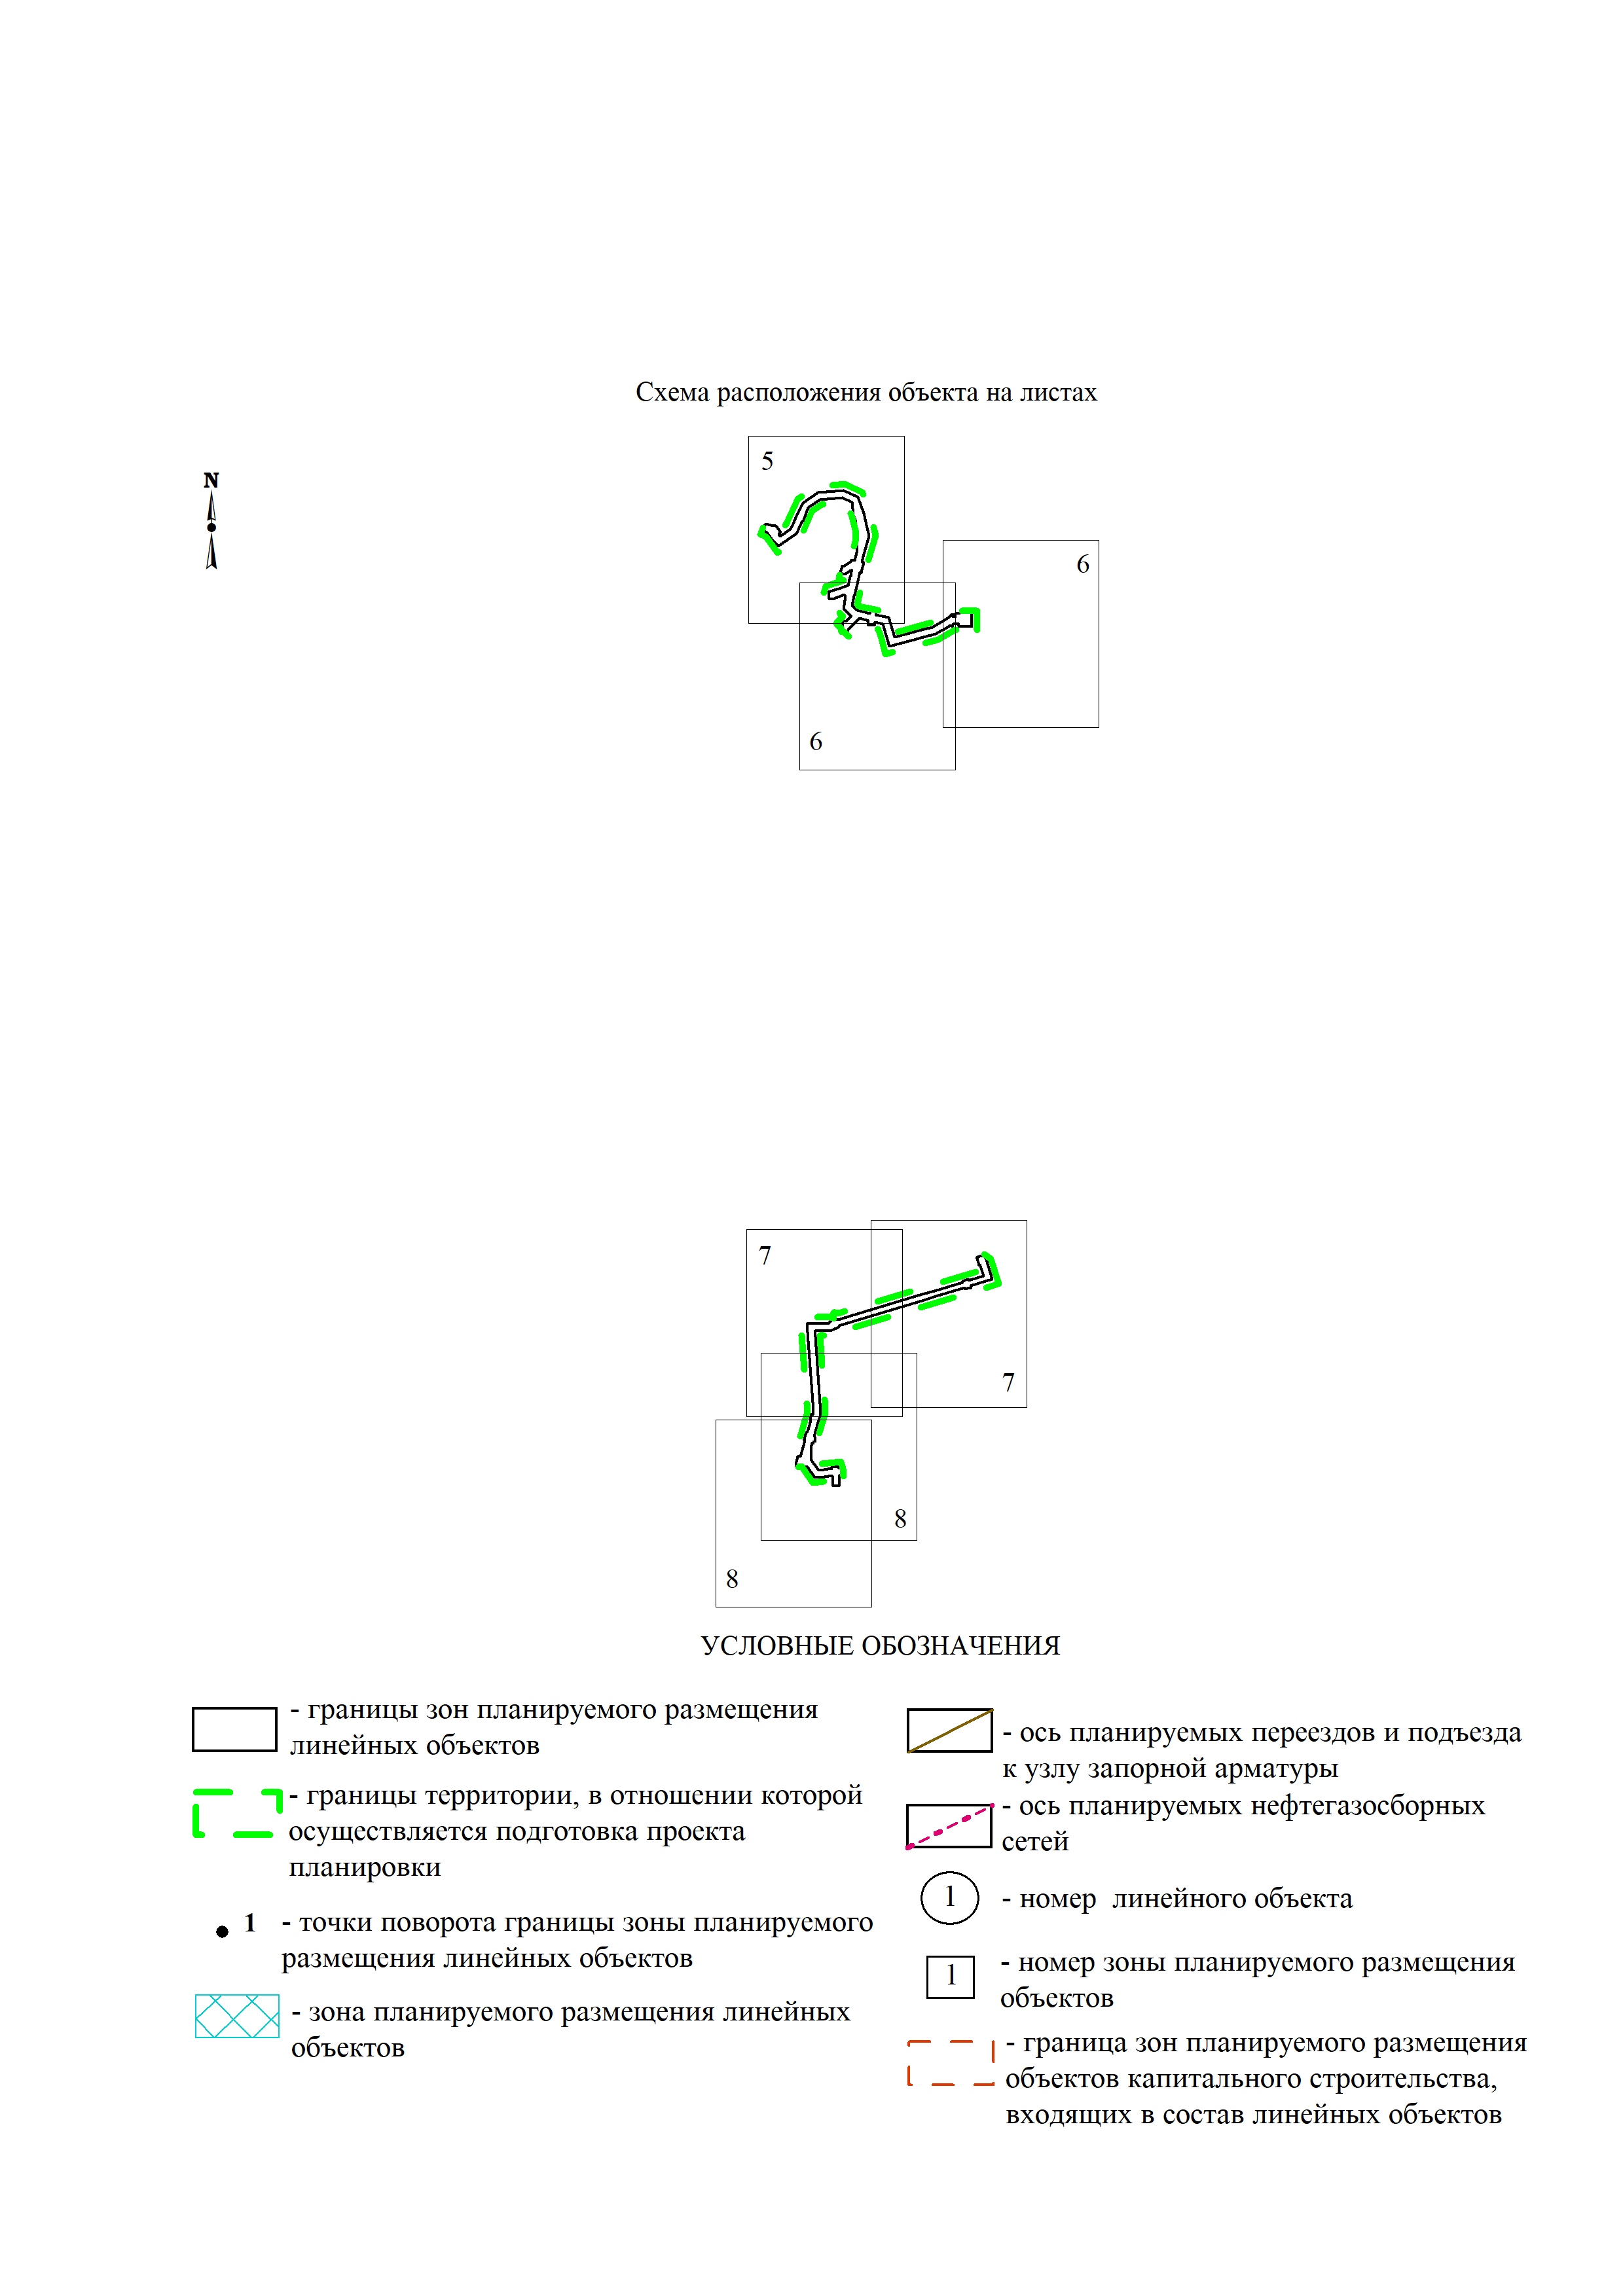 Схема расположения объекта на листах
5
N
6
6
7
7
8
8
УСЛОВНЫЕ ОБОЗНАЧЕНИЯ
- границы зон планируемого размещения
линейных объектов
- границы территории, в отношении которой
осуществляется подготовка проекта
планировки
1 - точки поворота границы зоны планируемого
размещения линейных объектов
- зона планируемого размещения линейных
объектов
- ось планируемых переездов и подъезда
к узлу запорной арматуры
- ось планируемых нефтегазосборных
сетей
1 - номер линейного объекта
1 - номер зоны планируемого размещения
объектов
- граница зон планируемого размещения
объектов капитального строительства,
входящих в состав линейных объектов